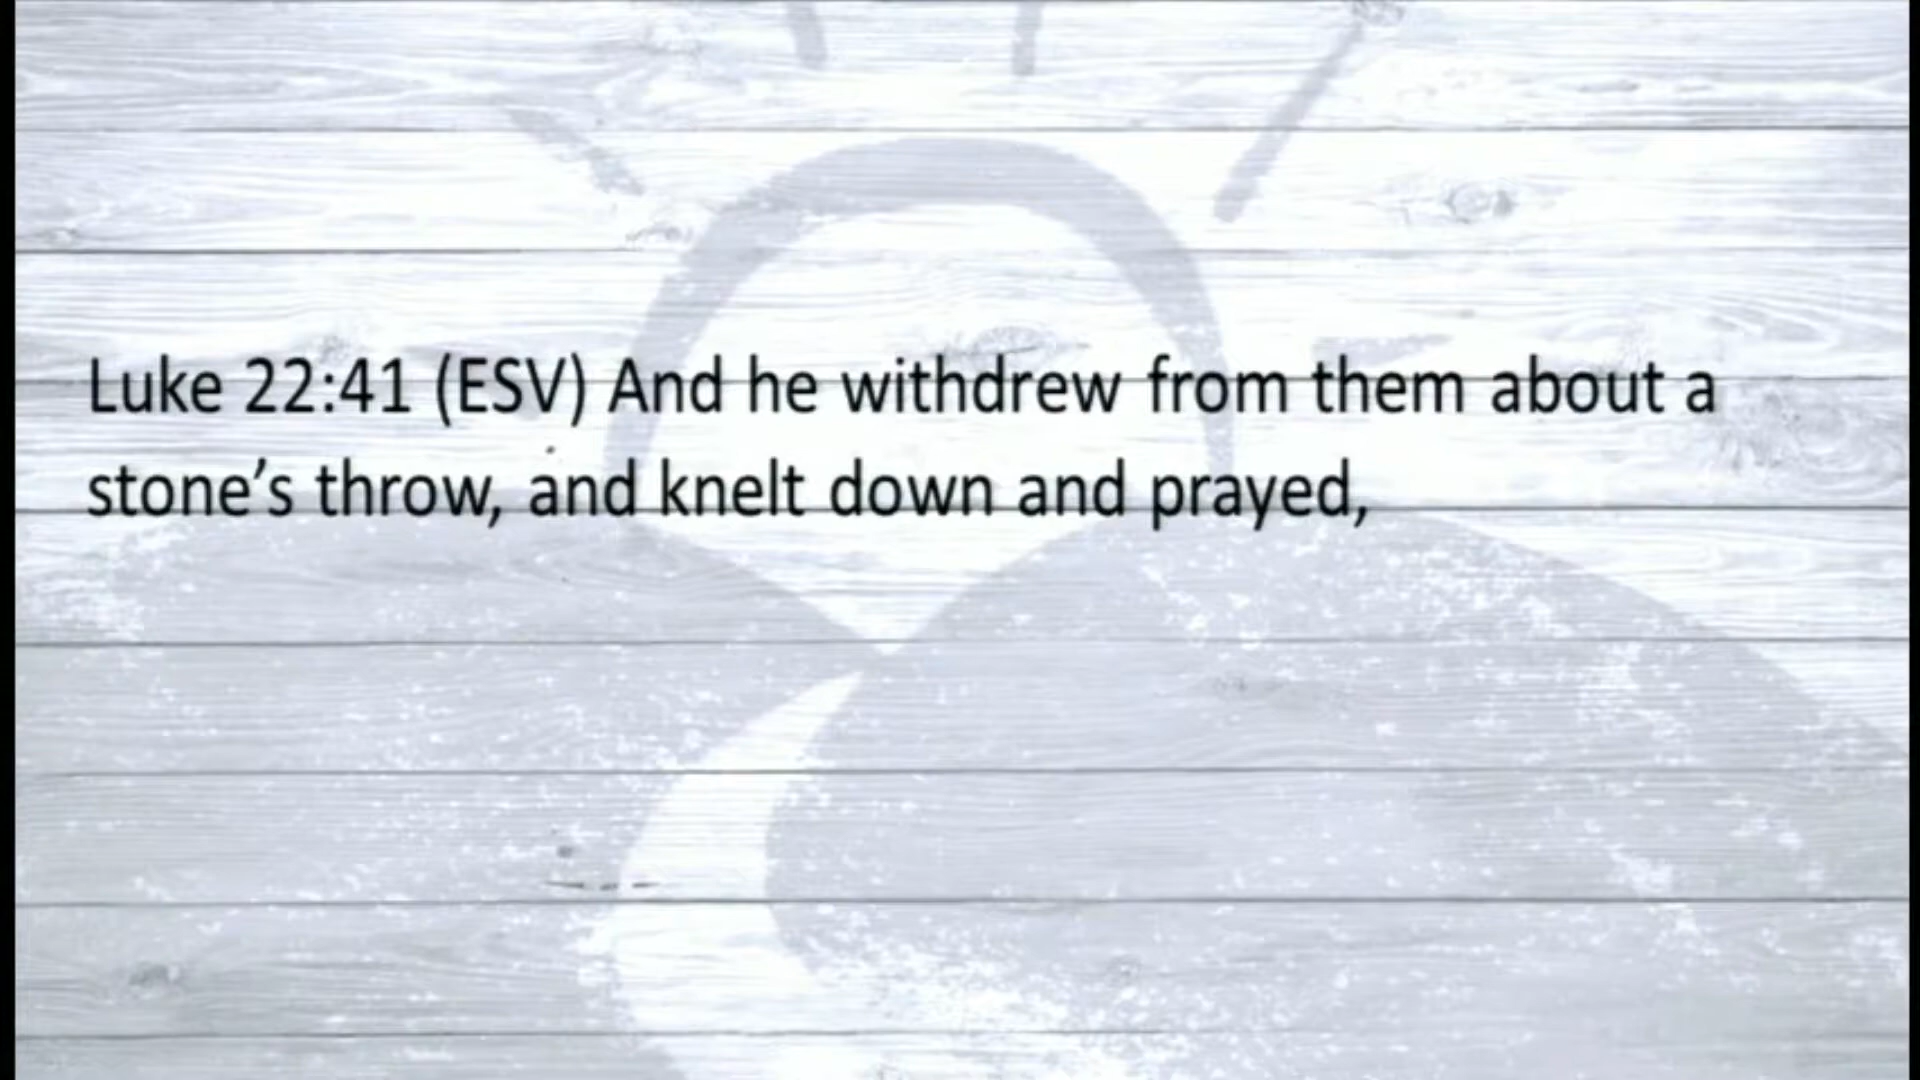 Luke 22:41 (ESV) And he withdrew from them about a
stone’s throw, and knelt down and prayed,